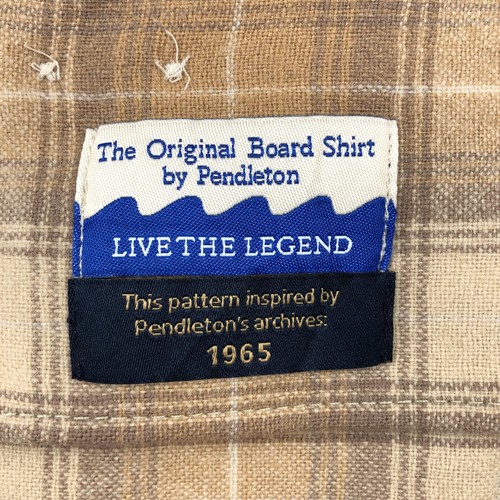 The Original Board Shirt
by Pendleton
LIVE THE LEGEND
This pattern inspired by
Pendleton's archives:
1965